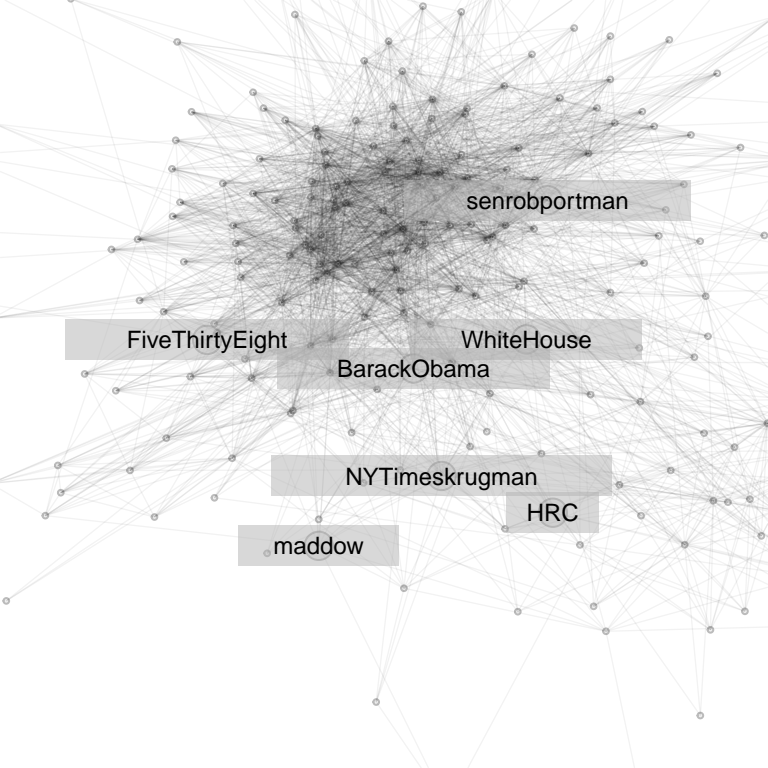 senrobportman
FiveThirtyEight
WhiteHouse
BarackObama
NYTimeskrugman
HRC
maddow